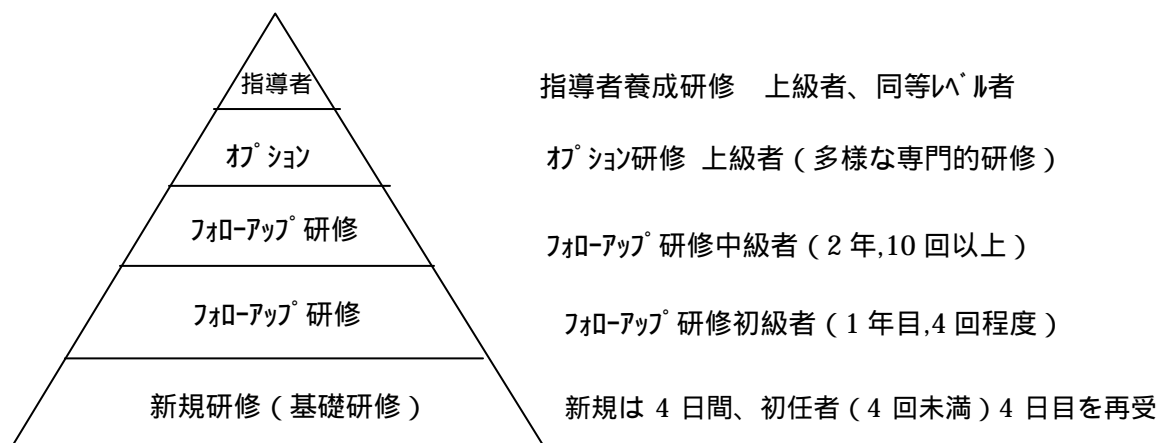 指導者
指導者養成研修　上級者、同等ﾚﾍﾞﾙ者
ｵﾌﾟｼｮﾝ
ｵﾌﾟｼｮﾝ研修 上級者（多様な専門的研修）
ﾌｫﾛｰｱｯﾌﾟ研修
ﾌｫﾛｰｱｯﾌﾟ研修中級者（2 年,10 回以上）
ﾌｫﾛｰｱｯﾌﾟ研修
ﾌｫﾛｰｱｯﾌﾟ研修初級者（1 年目,4 回程度）
新規研修（基礎研修）
新規は 4 日間、初任者（4 回未満）4 日目を再受